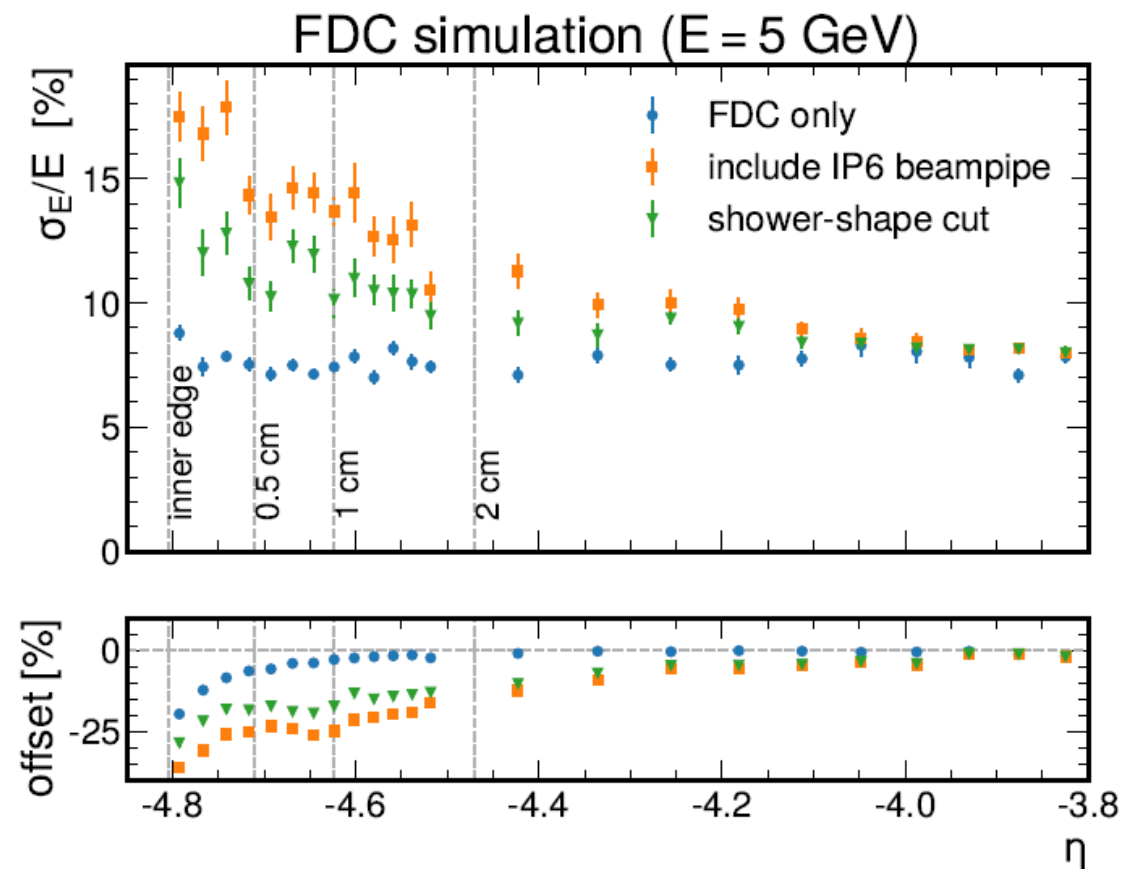 FDC simulation (E = 5 GeV)
σE/E [%]
15
10
5
0
FDC only
include IP6 beampipe
shower-shape cut
inner edge
0.5 cm
1 cm
2 cm
offset [%]
0
-25
-4.8
-4.6
-4.4
-4.2
-4.0
-3.8
η